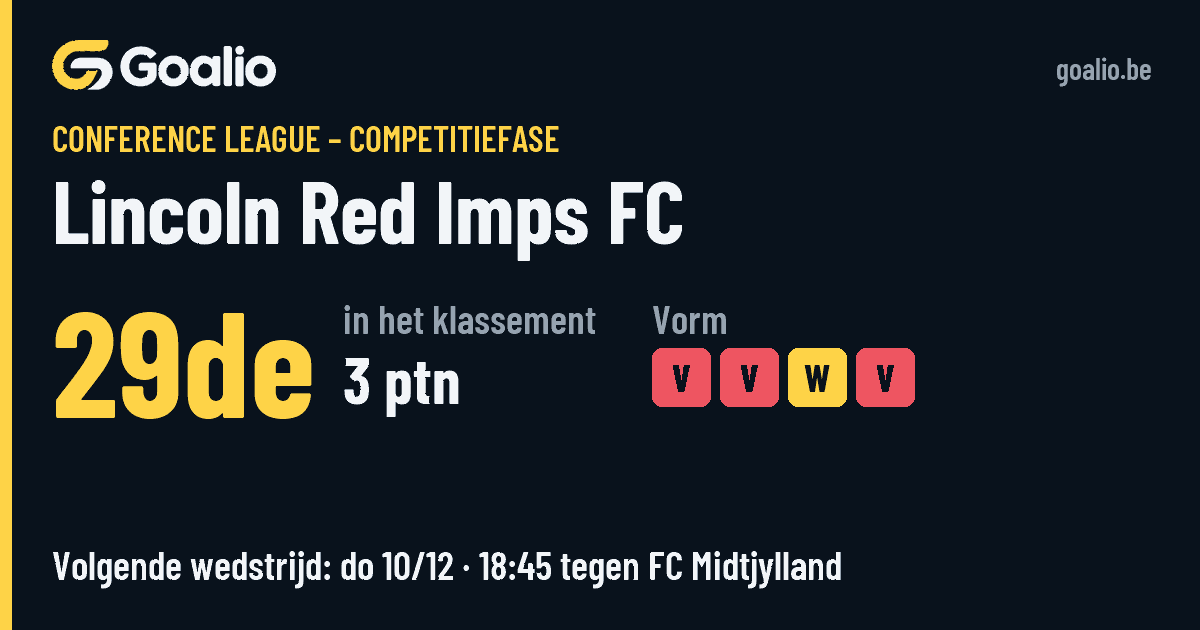 Goalio
goalio.be
CONFERENCE LEAGUE – COMPETITIEFASE
Lincoln Red Imps FC
29de
in het klassement
3 ptn
Vorm
V V W V
Volgende wedstrijd: do 10/12 · 18:45 tegen FC Midtjylland